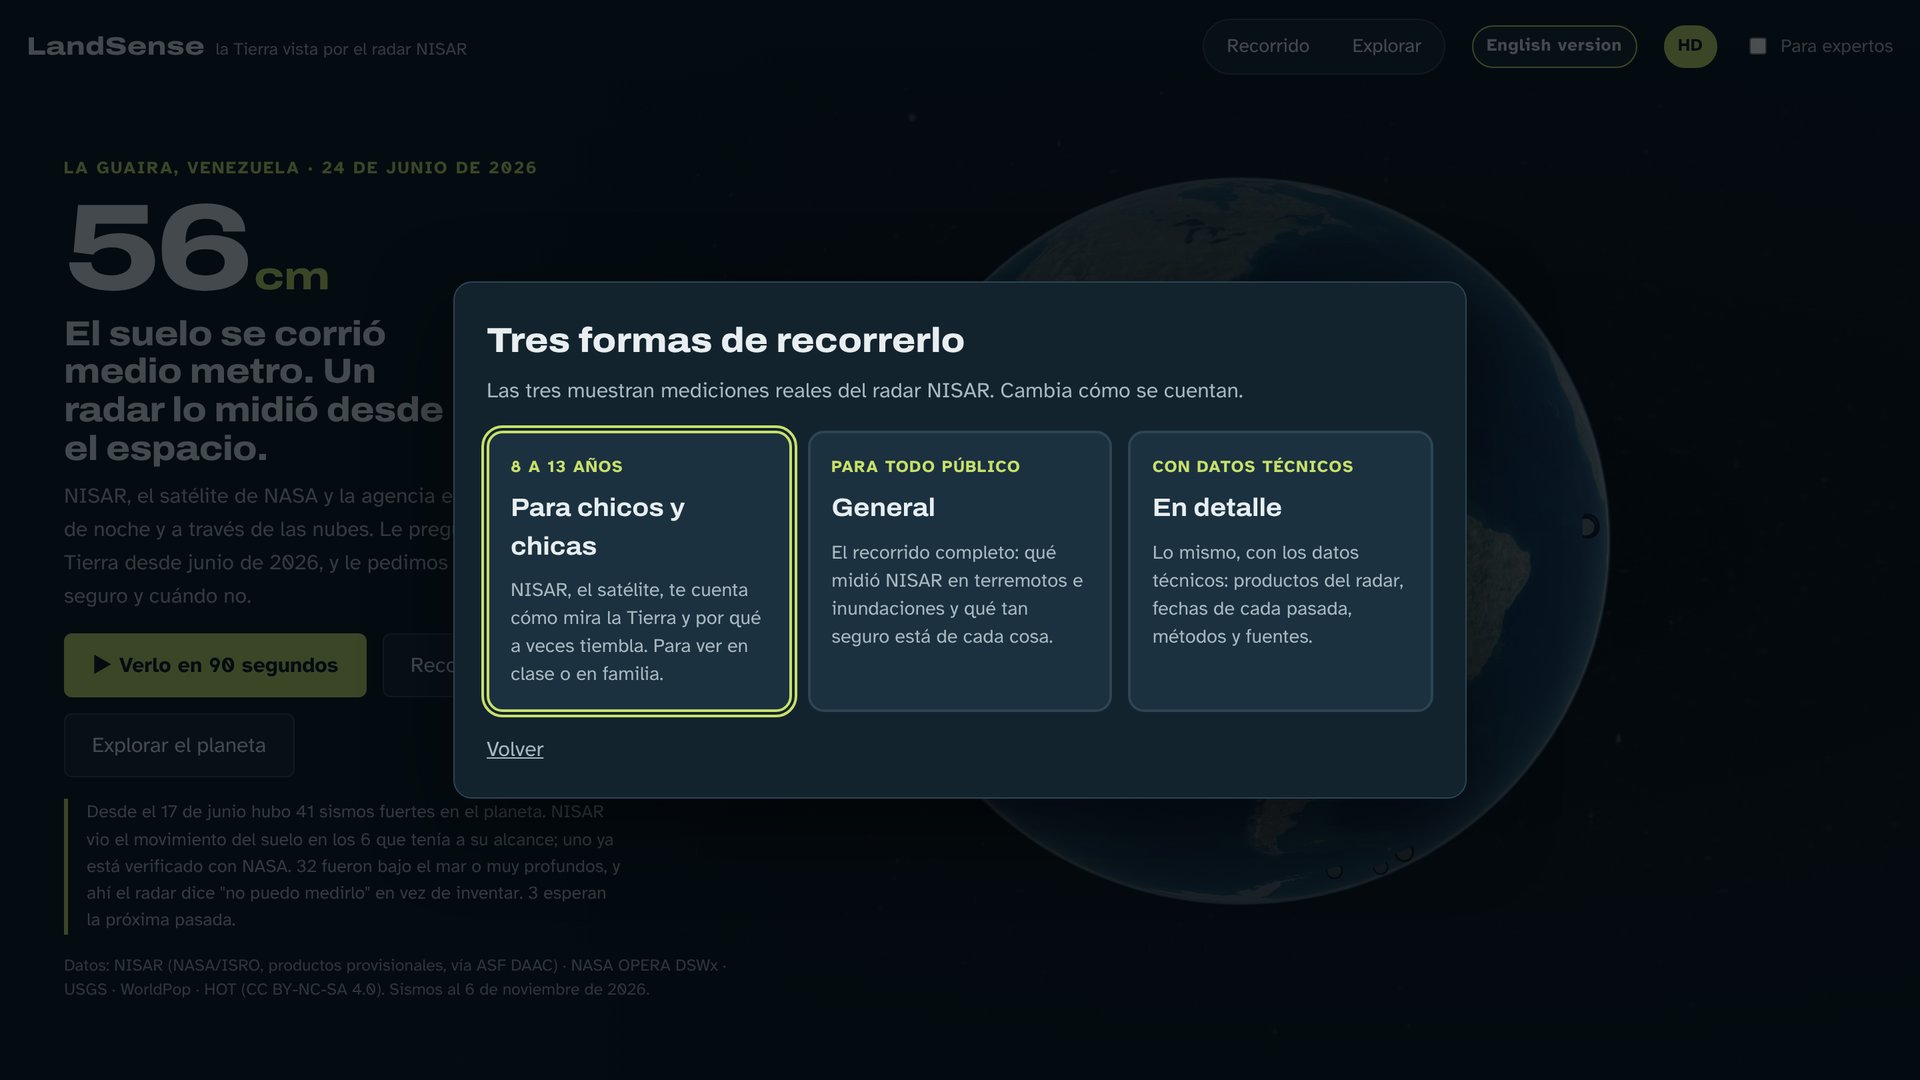 LandSense la Tierra vista por el radar NISAR
Recorrido Explorar English version HD Para expertos
LA GUAIRA, VENEZUELA · 24 DE JUNIO DE 2026
56 cm
El suelo se corrió
medio metro. Un
radar lo midió desde
el espacio.
NISAR, el satélite de NASA y la agencia
de noche y a través de las nubes. Le
Tierra desde junio de 2026, y le pedimos
seguro y cuándo no.
▶ Verlo en 90 segundos
Explorar el planeta
Desde el 17 de junio hubo 41 sismos fuertes en el planeta. NISAR
vio el movimiento del suelo en los 6 que tenía a su alcance; uno ya
está verificado con NASA. 32 fueron bajo el mar o muy profundos, y
ahí el radar dice "no puedo medirlo" en vez de inventar. 3 esperan
la próxima pasada.
Datos: NISAR (NASA/ISRO, productos provisionales, vía ASF DAAC) · NASA OPERA DSWx ·
USGS · WorldPop · HOT (CC BY-NC-SA 4.0). Sismos al 6 de noviembre de 2026.
Tres formas de recorrerlo
Las tres muestran mediciones reales del radar NISAR. Cambia cómo se cuentan.
8 A 13 AÑOS
Para chicos y
chicas
NISAR, el satélite, te cuenta
cómo mira la Tierra y por qué
a veces tiembla. Para ver en
clase o en familia.
PARA TODO PÚBLICO
General
El recorrido completo: qué
midió NISAR en terremotos e
inundaciones y qué tan
seguro está de cada cosa.
CON DATOS TÉCNICOS
En detalle
Lo mismo, con los datos
técnicos: productos del radar,
fechas de cada pasada,
métodos y fuentes.
Volver